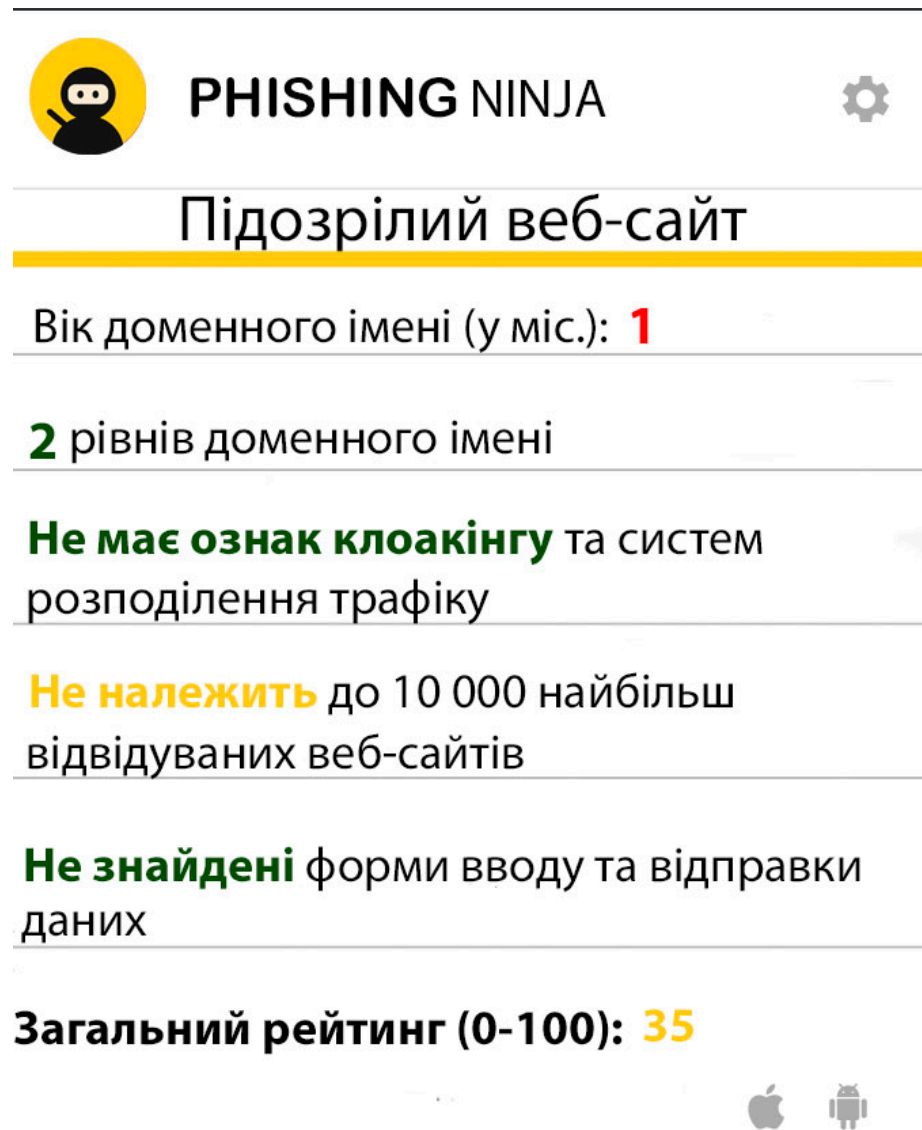 PHISHING NINJA
Підозрілий веб-сайт
Вік доменного імені (у міс.): 1
2 рівнів доменного імені
Не має ознак клоакінгу та систем
розподілення трафіку
Не належить до 10 000 найбільш
відвідуваних веб-сайтів
Не знайдені форми вводу та відправки
даних
Загальний рейтинг (0-100): 35